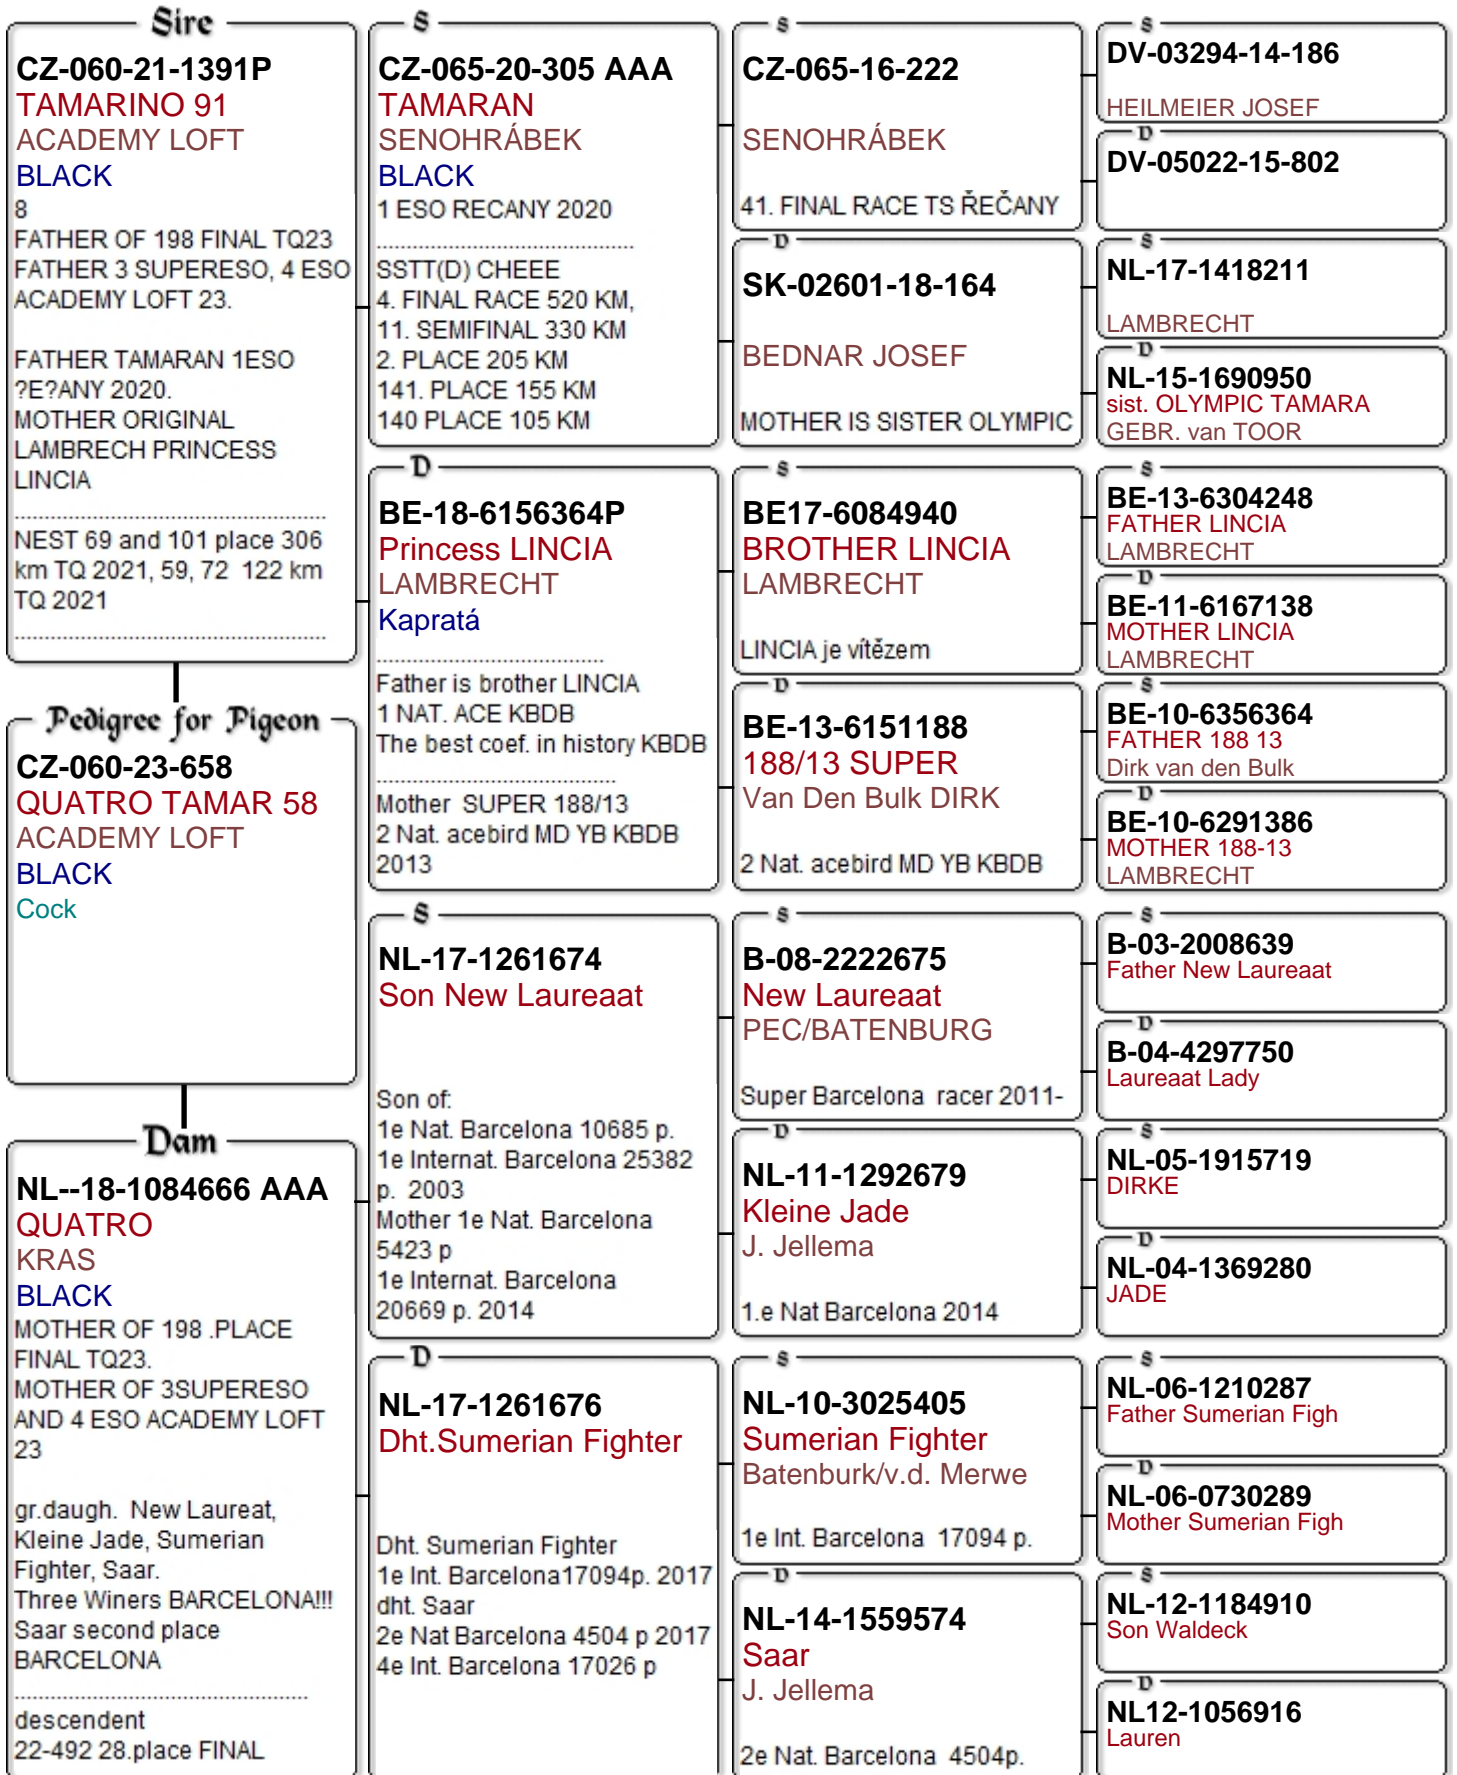 Sire
CZ-060-21-1391P
TAMARINO 91
ACADEMY LOFT
BLACK
8
FATHER OF 198 FINAL TQ23
FATHER 3 SUPERESO, 4 ESO
ACADEMY LOFT 23.
FATHER TAMARAN 1ESO
?E?ANY 2020.
MOTHER ORIGINAL
LAMBRECH PRINCESS
LINCIA
NEST 69 and 101 place 306
km TQ 2021, 59, 72 122 km
TQ 2021
Pedigree for Pigeon
CZ-060-23-658
QUATRO TAMAR 58
ACADEMY LOFT
BLACK
Cock
Dam
NL--18-1084666 AAA
QUATRO
KRAS
BLACK
MOTHER OF 198 .PLACE
FINAL TQ23.
MOTHER OF 3SUPERESO
AND 4 ESO ACADEMY LOFT
23
gr.daugh. New Laureat,
Kleine Jade, Sumerian
Fighter, Saar.
Three Winers BARCELONA!!!
Saar second place
BARCELONA
descendent
22-492 28.place FINAL
S
CZ-065-20-305 AAA
TAMARAN
SENOHRÁBEK
BLACK
1 ESO RECANY 2020
SSTT(D) CHEEE
4. FINAL RACE 520 KM,
11. SEMIFINAL 330 KM
2. PLACE 205 KM
141. PLACE 155 KM
140 PLACE 105 KM
D
BE-18-6156364P
Princess LINCIA
LAMBRECHT
Kapratá
Father is brother LINCIA
1 NAT. ACE KBDB
The best coef. in history KBDB
Mother SUPER 188/13
2 Nat. acebird MD YB KBDB
2013
S
NL-17-1261674
Son New Laureaat
Son of:
1e Nat. Barcelona 10685 p.
1e Internat. Barcelona 25382
p. 2003
Mother 1e Nat. Barcelona
5423 p
1e Internat. Barcelona
20669 p. 2014
D
NL-17-1261676
Dht.Sumerian Fighter
Dht. Sumerian Fighter
1e Int. Barcelona17094p. 2017
dht. Saar
2e Nat Barcelona 4504 p 2017
4e Int. Barcelona 17026 p
S
CZ-065-16-222
SENOHRÁBEK
41. FINAL RACE TS ŘEČANY
D
SK-02601-18-164
BEDNAR JOSEF
MOTHER IS SISTER OLYMPIC
S
BE17-6084940
BROTHER LINCIA
LAMBRECHT
LINCIA je vítězem
D
BE-13-6151188
188/13 SUPER
Van Den Bulk DIRK
2 Nat. acebird MD YB KBDB
S
B-08-2222675
New Laureaat
PEC/BATENBURG
Super Barcelona racer 2011-
D
NL-11-1292679
Kleine Jade
J. Jellema
1.e Nat Barcelona 2014
S
NL-10-3025405
Sumerian Fighter
Batenburk/v.d. Merwe
1e Int. Barcelona 17094 p.
D
NL-14-1559574
Saar
J. Jellema
2e Nat. Barcelona 4504p.
S
DV-03294-14-186
HEILMEIER JOSEF
D
DV-05022-15-802
S
NL-17-1418211
LAMBRECHT
D
NL-15-1690950
sist. OLYMPIC TAMARA
GEBR. van TOOR
S
BE-13-6304248
FATHER LINCIA
LAMBRECHT
D
BE-11-6167138
MOTHER LINCIA
LAMBRECHT
S
BE-10-6356364
FATHER 188 13
Dirk van den Bulk
D
BE-10-6291386
MOTHER 188-13
LAMBRECHT
S
B-03-2008639
Father New Laureaat
D
B-04-4297750
Laureaat Lady
S
NL-05-1915719
DIRKE
D
NL-04-1369280
JADE
S
NL-06-1210287
Father Sumerian Figh
D
NL-06-0730289
Mother Sumerian Figh
S
NL-12-1184910
Son Waldeck
D
NL12-1056916
Lauren